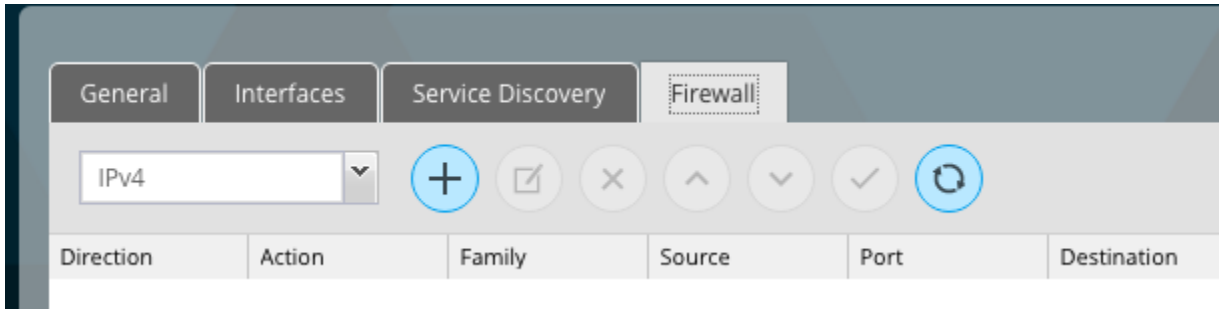 General Interfaces Service Discovery Firewall
IPv4
Direction Action Family Source Port Destination